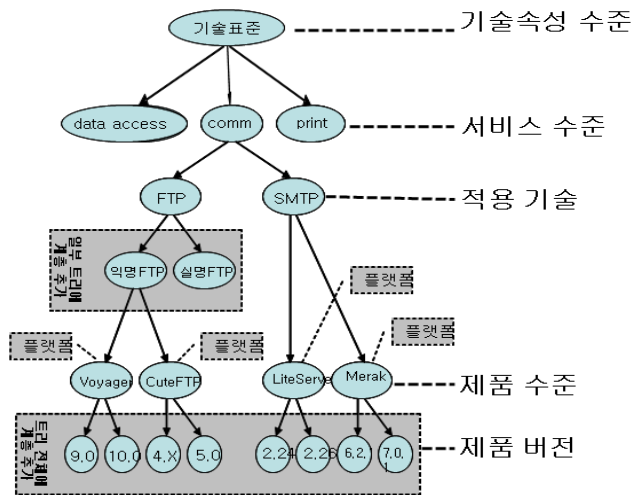 기술표준
기술속성 수준
data access
comm
print
서비스 수준
FTP
SMTP
적용 기술
일부 트리에
계층 추가
익명FTP
실명FTP
플랫폼
플랫폼
플랫폼
플랫폼
Voyager
CuteFTP
LiteServe
Merak
제품 수준
트리 전체에
계층 추가
9,0
10,0
4,X
5,0
2,24
2,26
6,2,1
7,0,
1
제품 버전